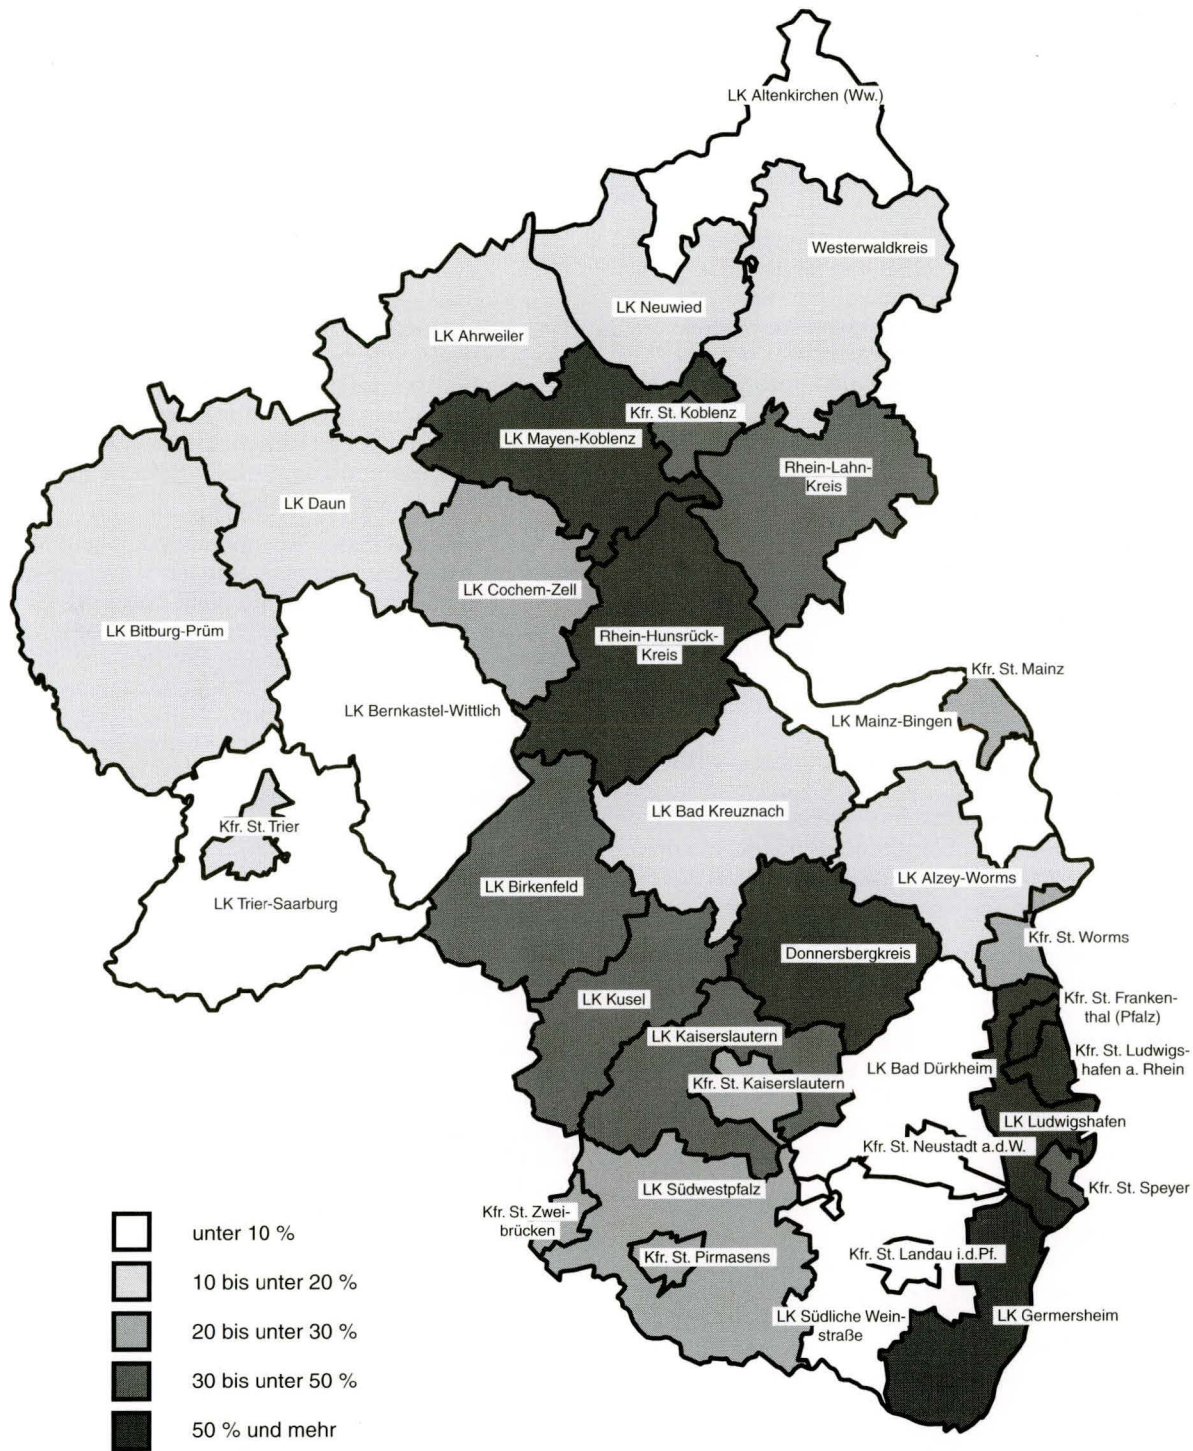 LK Altenkirchen (Ww.)
Westerwaldkreis
LK Neuwied
LK Ahrweiler
Kfr. St. Koblenz
LK Mayen-Koblenz
Rhein-Lahn-
Kreis
LK Daun
LK Cochem-Zell
LK Bitburg-Prüm
Rhein-Hunsrück-
Kreis
Kfr. St. Mainz
LK Bernkastel-Wittlich
LK Mainz-Bingen
LK Bad Kreuznach
Kfr. St. Trier
LK Alzey-Worms
LK Birkenfeld
LK Trier-Saarburg
Kfr. St. Worms
Donnersbergkreis
LK Kusel
Kfr. St. Franken-
thal (Pfalz)
LK Kaiserslautern
Kfr. St. Ludwigs-
hafen a. Rhein
LK Bad Dürkheim
Kfr. St. Kaiserslautern
LK Ludwigshafen
Kfr. St. Neustadt a.d.W.
Kfr. St. Speyer
LK Südwestpfalz
Kfr. St. Zwei-
brücken
Kfr. St. Pirmasens
Kfr. St. Landau i.d.Pf.
LK Südliche Wein-
straße
LK Germersheim
unter 10 %
10 bis unter 20 %
20 bis unter 30 %
30 bis unter 50 %
50 % und mehr